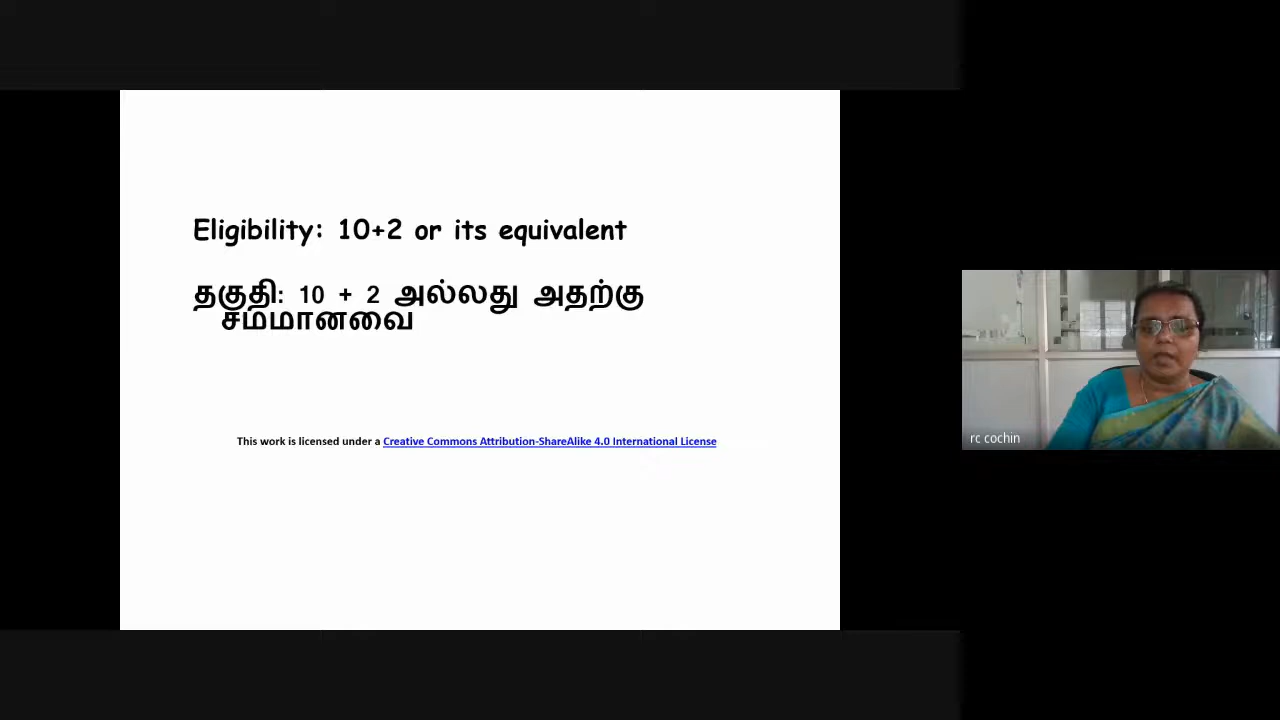 Eligibility: 10+2 or its equivalent
தகுதி: 10 + 2 அல்லது அதற்கு
சமமானவை
This work is licensed under a Creative Commons Attribution-ShareAlike 4.0 International License
rc cochin